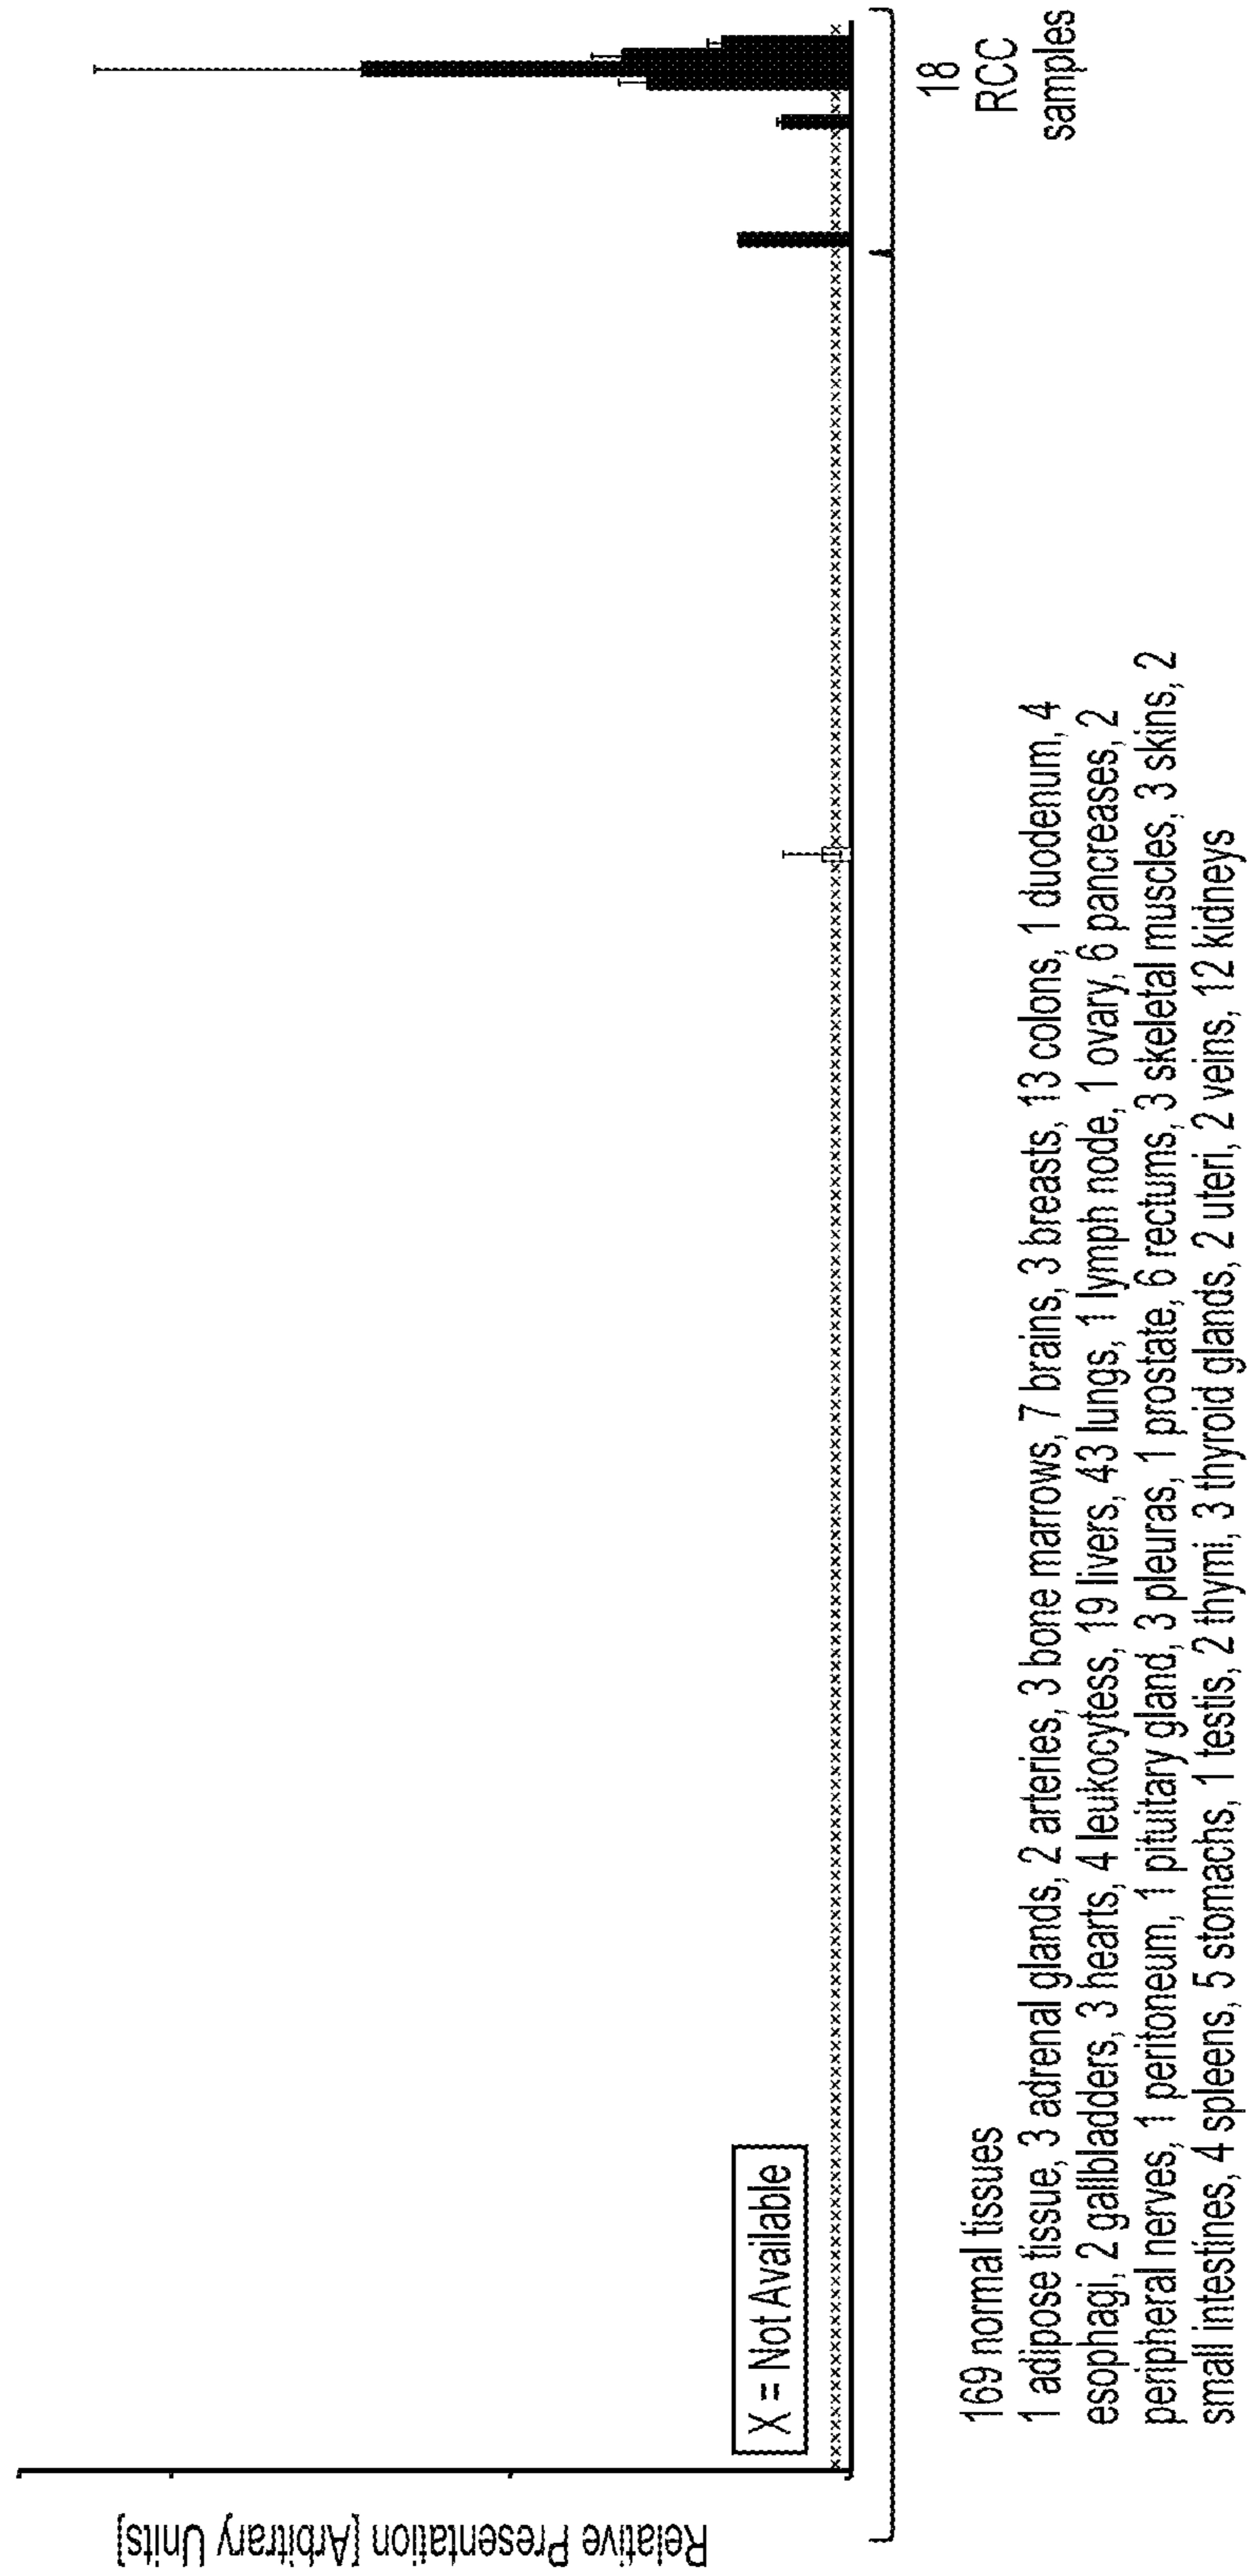 Relative Presentation [Arbitrary Units]
X = Not Available
169 normal tissues
1 adipose tissue, 3 adrenal glands, 2 arteries, 3 bone marrows, 7 brains, 3 breasts, 13 colons, 1 duodenum, 4
esophagi, 2 gallbladders, 3 hearts, 4 leukocytess, 19 livers, 43 lungs, 1 lymph node, 1 ovary, 6 pancreases, 2
peripheral nerves, 1 peritoneum, 1 pituitary gland, 3 pleuras, 1 prostate, 6 rectums, 3 skeletal muscles, 3 skins, 2
small intestines, 4 spleens, 5 stomachs, 1 testis, 2 thymi, 3 thyroid glands, 2 uteri, 2 veins, 12 kidneys
18
RCC
samples